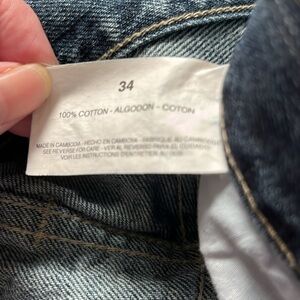 34
100% COTTON - ALGODON - COTON
MADE IN CAMBODIA - HECHO EN CAMBOYA - FABRIQUE AU CAMBODGE
SEE REVERSE FOR CARE - VER AL REVERSO PARA EL CUIDADO
VOIR LES INSTRUCTIONS D'ENTRETIEN AU